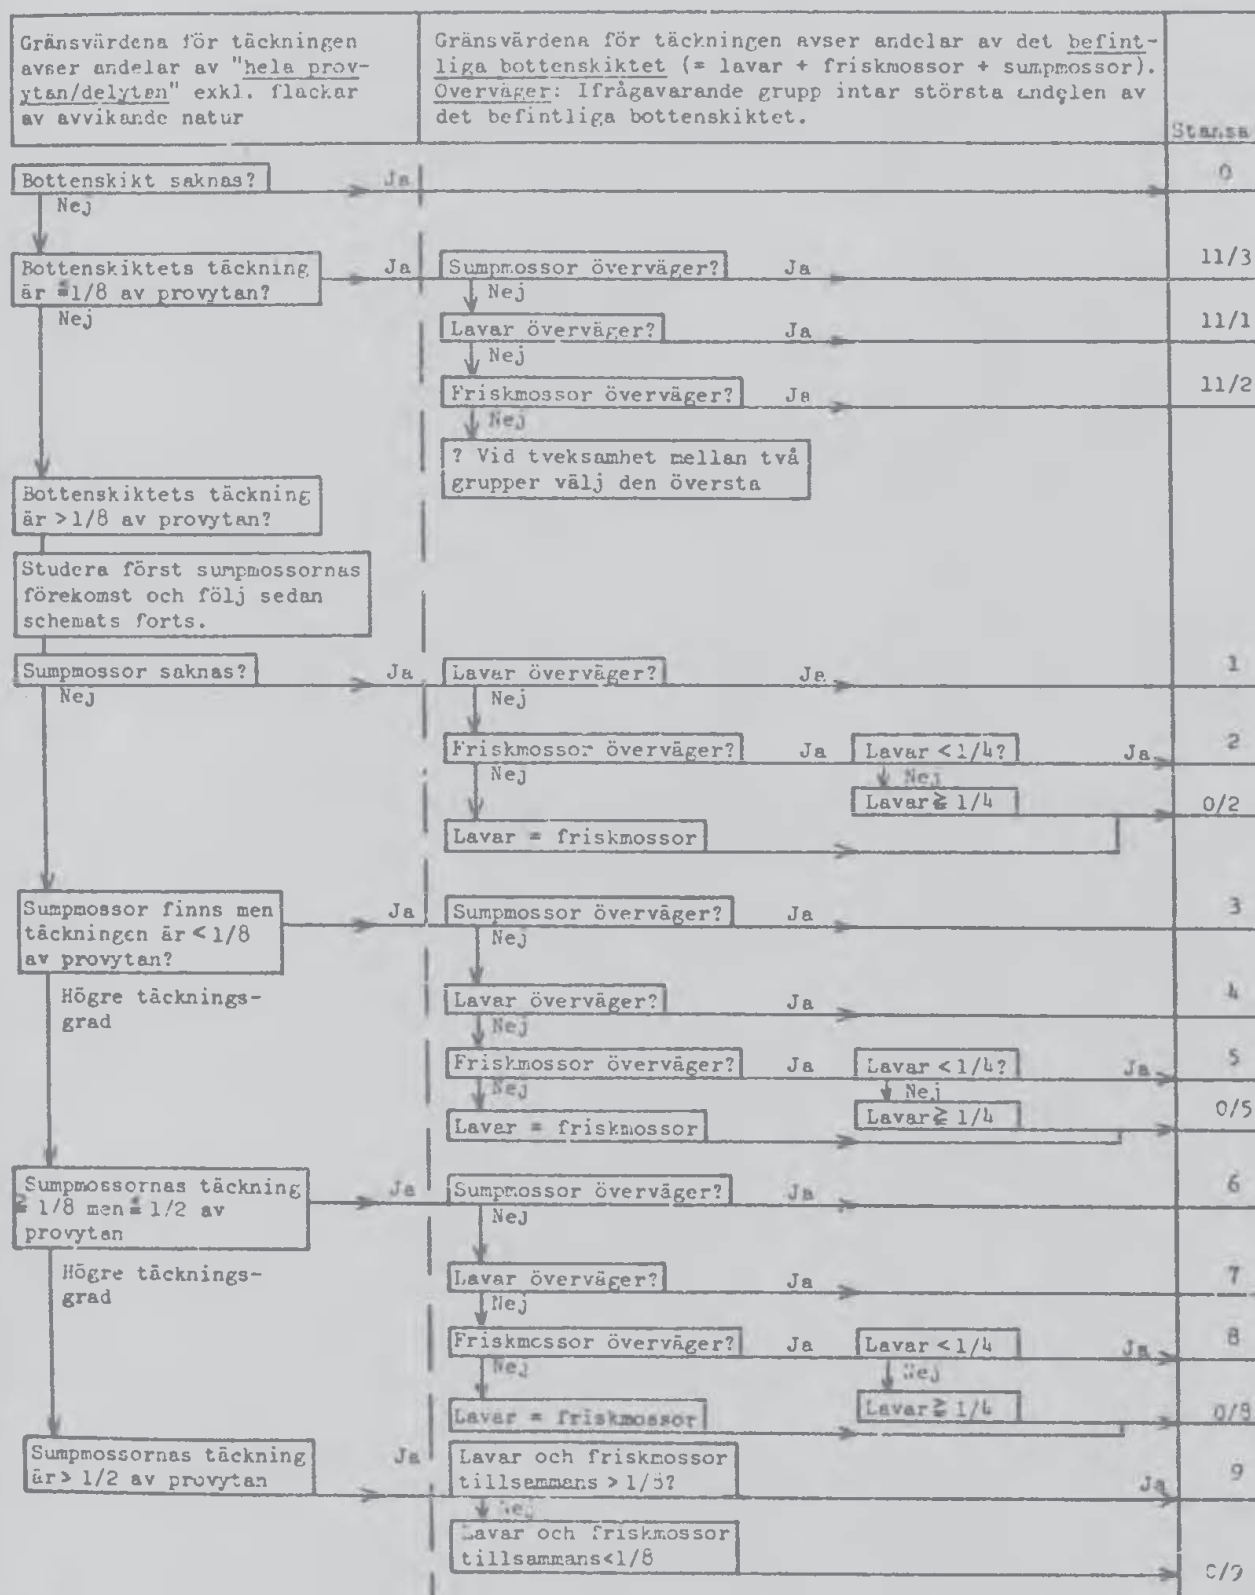 Gränsvärdena för täckningen
avser andelar av "hela prov-
ytan/delytan" exkl. fläckar
av avvikande natur
Gränsvärdena för täckningen avser andelar av det befint-
liga bottenskiktet (= lavar + friskmossor + sumpmossor).
Överväger: Ifrågavarande grupp intar största andelen av
det befintliga bottenskiktet.
Stansa
Bottenskikt saknas? Ja 0
Nej
Bottenskiktets täckning
är ≦1/8 av provytan?
Ja Sumpmossor överväger? Ja 11/3
Nej
Nej
Lavar överväger? Ja 11/1
Nej
Friskmossor överväger? Ja 11/2
Nej
? Vid tveksamhet mellan två
grupper välj den översta
Bottenskiktets täckning
är >1/8 av provytan?
Studera först sumpmossornas
förekomst och följ sedan
schemats forts.
Sumpmossor saknas? Ja Lavar överväger? Ja 1
Nej
Nej
Friskmossor överväger? Ja Lavar <1/4? Ja 2
Nej
Nej
Lavar ≧ 1/4 0/2
Lavar = friskmossor
Sumpmossor finns men
täckningen är <1/8
av provytan?
Ja Sumpmossor överväger? Ja 3
Nej
Högre täcknings-
grad
Lavar överväger? Ja 4
Nej
Friskmossor överväger? Ja Lavar <1/4? Ja 5
Nej
Nej
Lavar ≧ 1/4 0/5
Lavar = friskmossor
Sumpmossornas täckning
≧ 1/8 men ≦ 1/2 av
provytan
Ja Sumpmossor överväger? Ja 6
Nej
Högre täcknings-
grad
Lavar överväger? Ja 7
Nej
Friskmossor överväger? Ja Lavar <1/4 Ja 8
Nej
Nej
Lavar ≧ 1/4 0/8
Lavar = friskmossor
Sumpmossornas täckning
är > 1/2 av provytan
Ja Lavar och friskmossor
tillsammans > Ja 9
Nej
Lavar och friskmossor
tillsammans<1/8
0/9